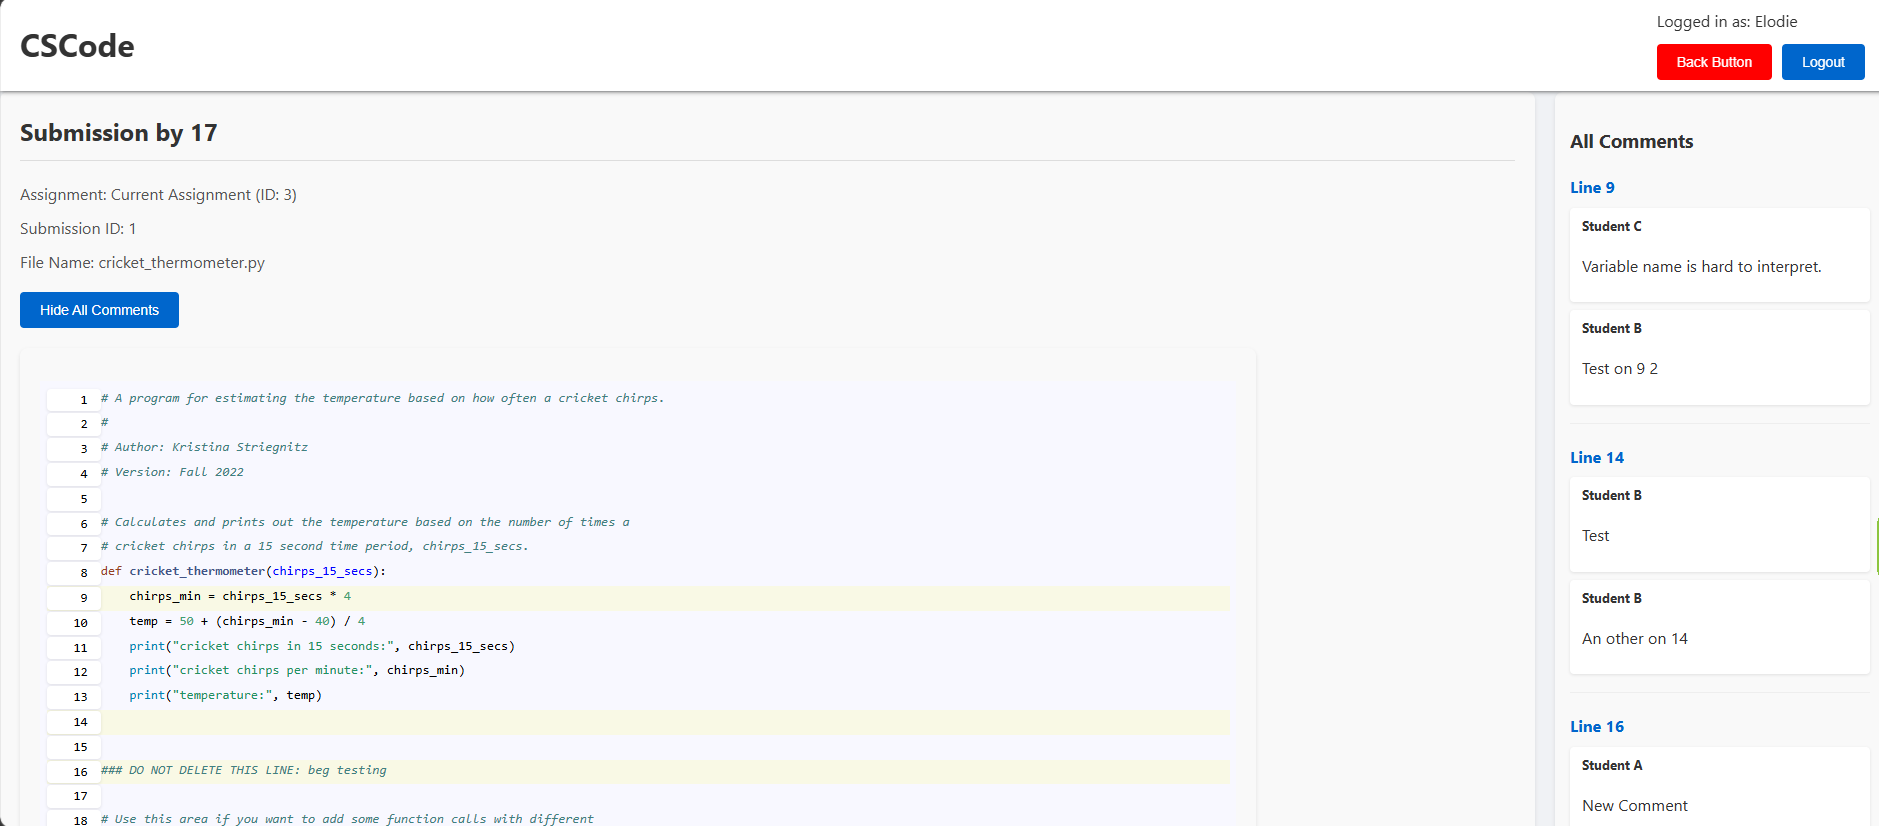 CSCode
Logged in as: Elodie
Back Button
Logout
Submission by 17
Assignment: Current Assignment (ID: 3)
Submission ID: 1
File Name: cricket_thermometer.py
Hide All Comments
1 # A program for estimating the temperature based on how often a cricket chirps.
2 #
3 # Author: Kristina Striegnitz
4 # Version: Fall 2022
5
6 # Calculates and prints out the temperature based on the number of times a
7 # cricket chirps in a 15 second time period, chirps_15_secs.
8 def cricket_thermometer(chirps_15_secs):
9     chirps_min = chirps_15_secs * 4
10     temp = 50 + (chirps_min - 40) / 4
11     print("cricket chirps in 15 seconds:", chirps_15_secs)
12     print("cricket chirps per minute:", chirps_min)
13     print("temperature:", temp)
14
15
16 ### DO NOT DELETE THIS LINE: beg testing
17
18 # Use this area if you want to add some function calls with different
All Comments
Line 9
Student C
Variable name is hard to interpret.
Student B
Test on 9 2
Line 14
Student B
Test
Student B
An other on 14
Line 16
Student A
New Comment